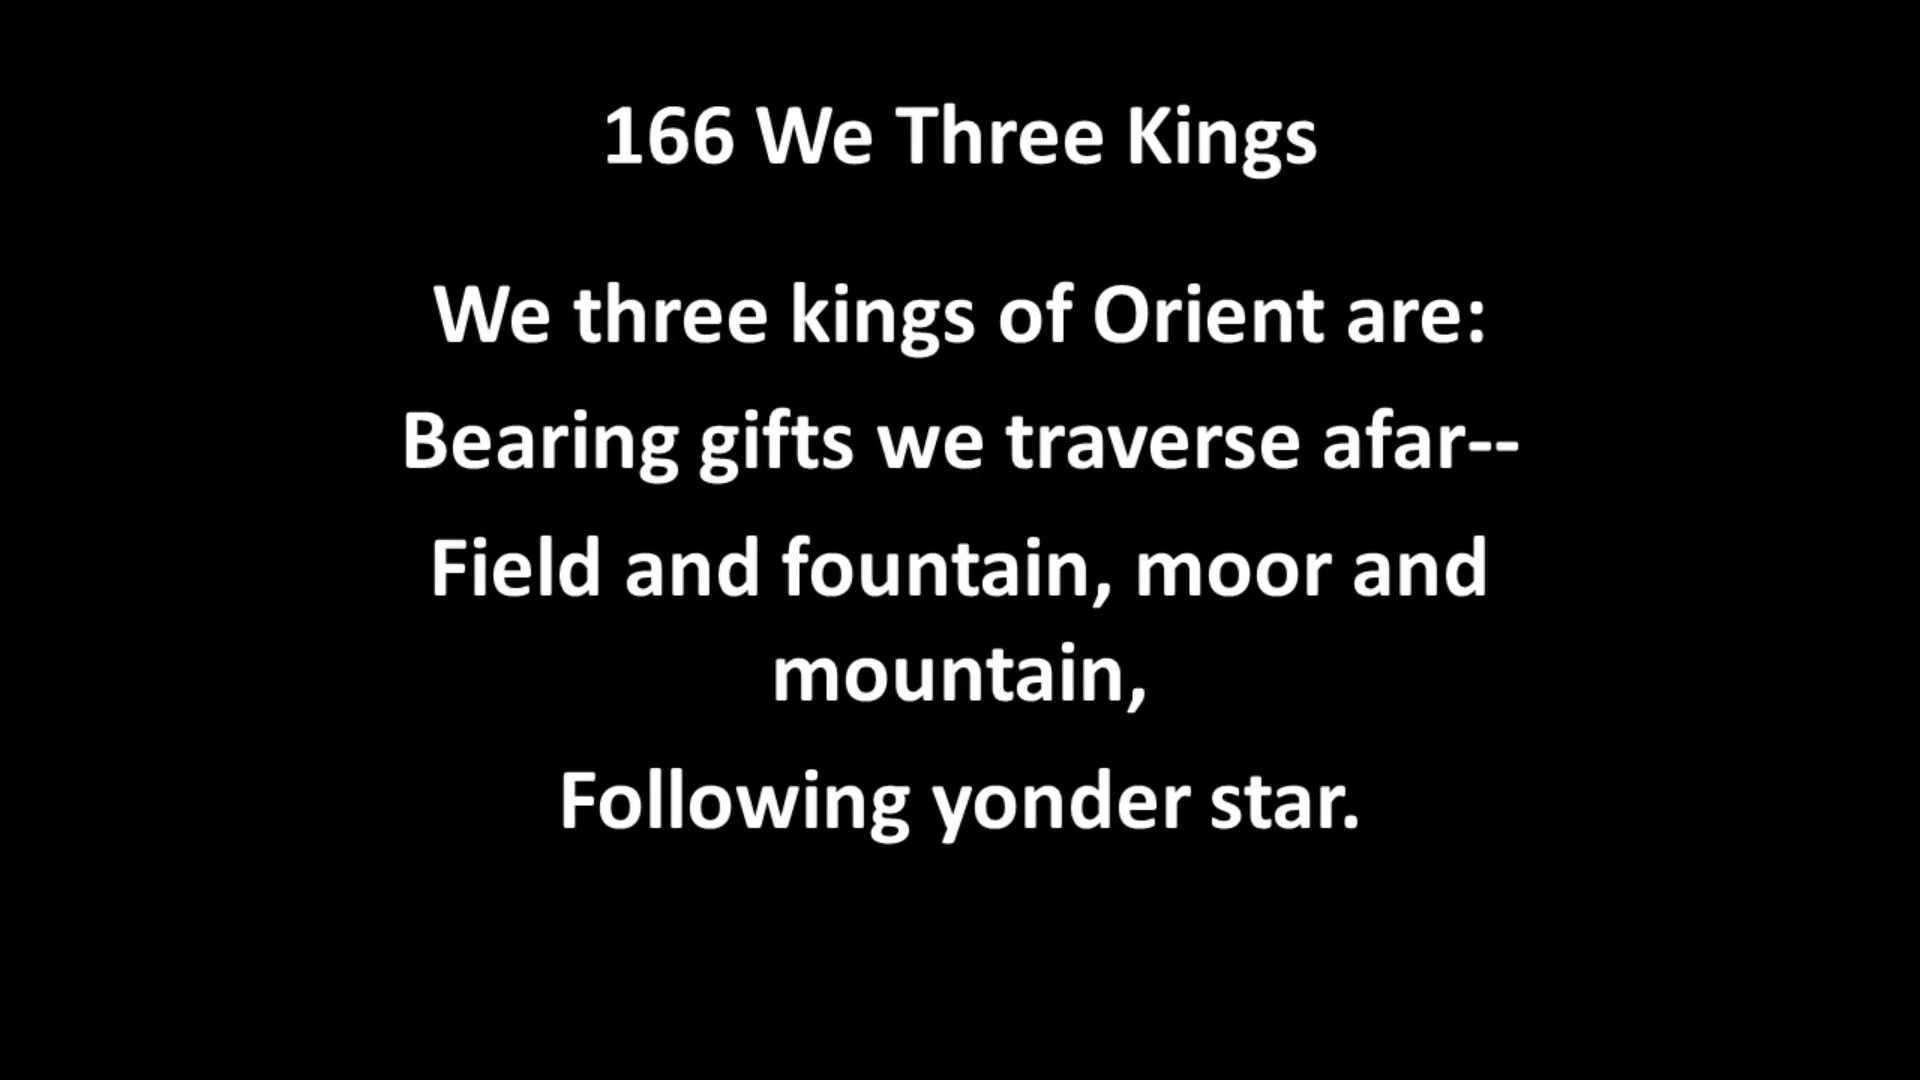 166 We Three Kings
We three kings of Orient are:
Bearing gifts we traverse afar--
Field and fountain, moor and
mountain,
Following yonder star.